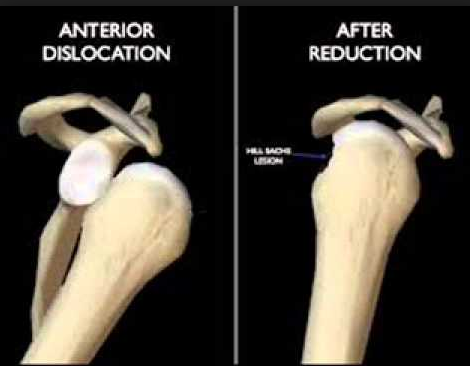 ANTERIOR
DISLOCATION
AFTER
REDUCTION
HILL SACHS
LESION